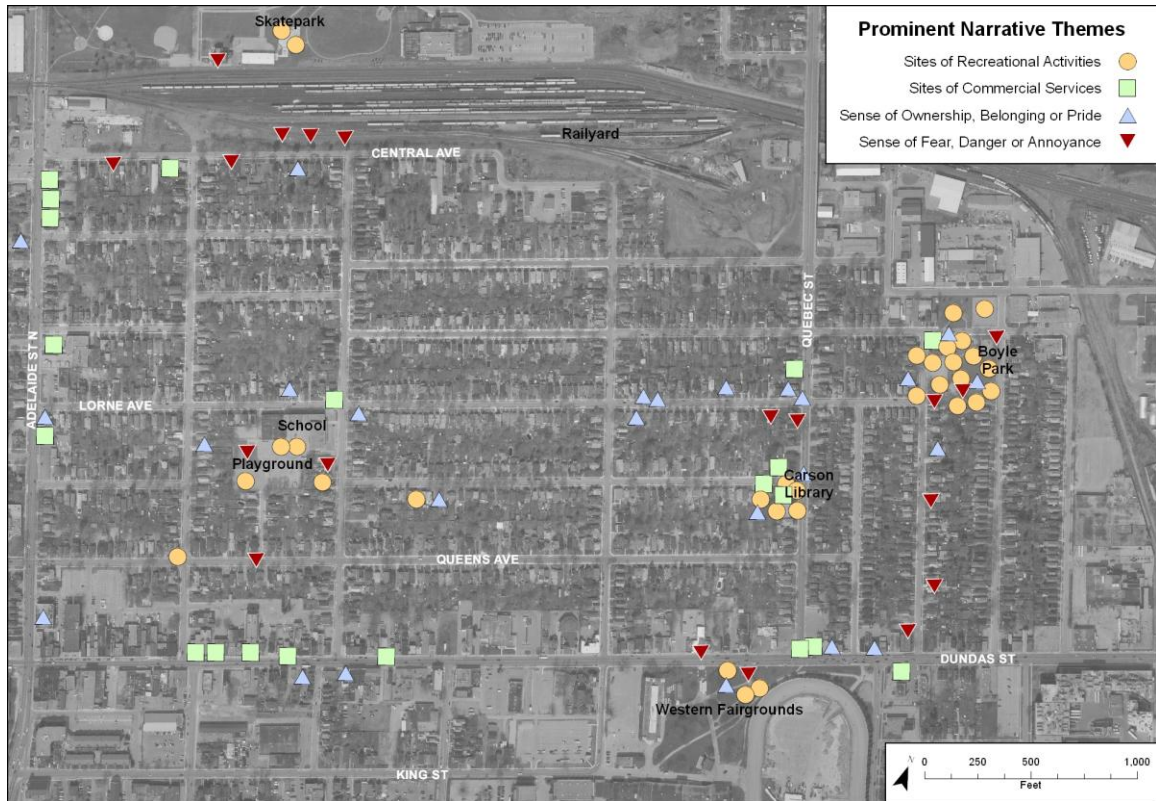 Skatepark
Prominent Narrative Themes
Sites of Recreational Activities
Sites of Commercial Services
Sense of Ownership, Belonging or Pride
Sense of Fear, Danger or Annoyance
Railyard
CENTRAL AVE
ADELAIDE ST N
QUEBEC ST
Boyle
Park
LORNE AVE
School
Playground
Carson
Library
QUEENS AVE
DUNDAS ST
Western Fairgrounds
KING ST
N
0 250 500 1,000
Feet